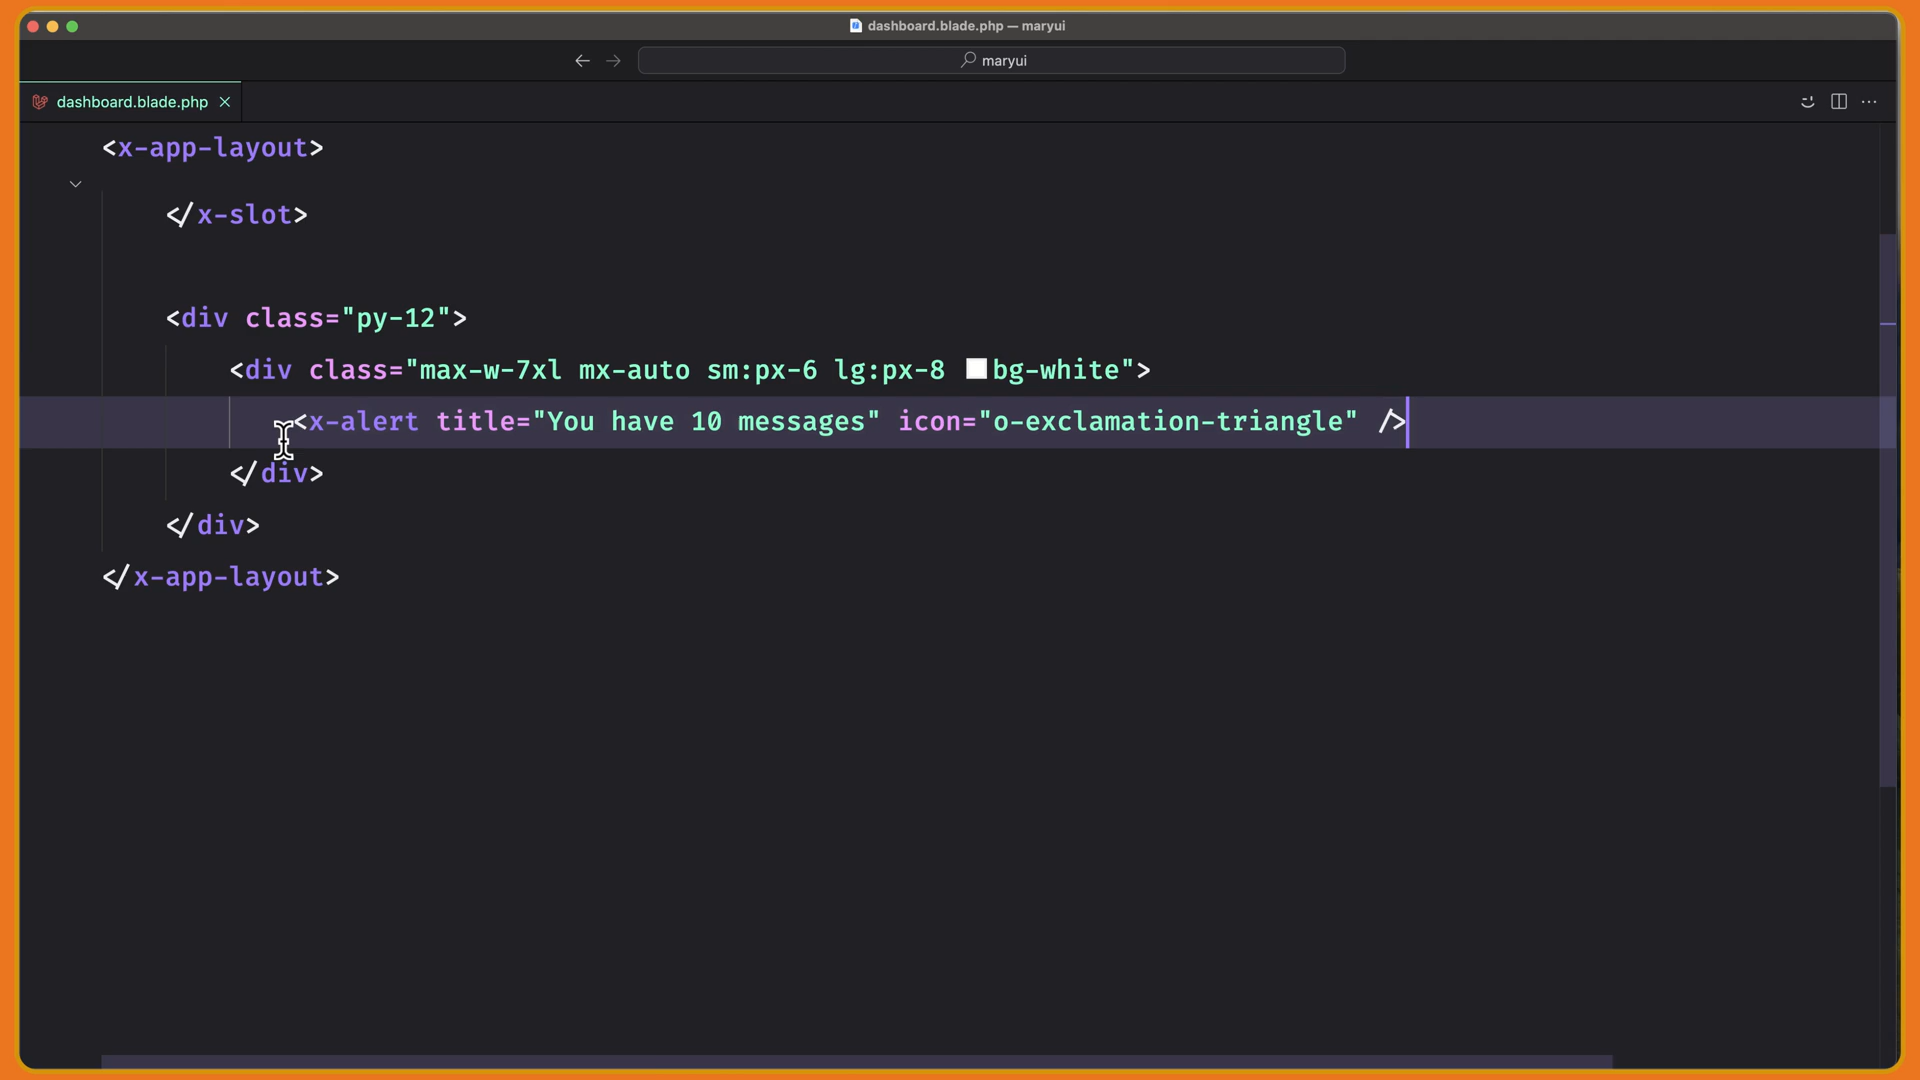 dashboard.blade.php — maryui
maryui
dashboard.blade.php
<x-app-layout>
</x-slot>
<div class="py-12">
<div class="max-w-7xl mx-auto sm:px-6 lg:px-8 bg-white">
<x-alert title="You have 10 messages" icon="o-exclamation-triangle" />
</div>
</div>
</x-app-layout>